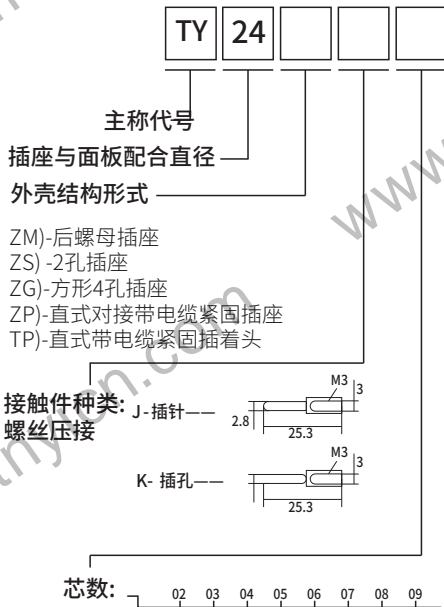 TY 24
主称代号
插座与面板配合直径
外壳结构形式
ZM)-后螺母插座
ZS) -2孔插座
ZG)-方形4孔插座
ZP)-直式对接带电缆紧固插座
TP)-直式带电缆紧固插着头
接触件种类:
螺丝压接
J-插针——
M3
3
2.8
25.3
K- 插孔——
M3
3
25.3
芯数:
02 03 04 05 06 07 08 09
www